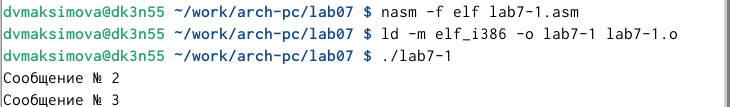 dvmaksimova@dk3n55 ~/work/arch-pc/lab07 $ nasm -f elf lab7-1.asm
dvmaksimova@dk3n55 ~/work/arch-pc/lab07 $ ld -m elf_i386 -o lab7-1 lab7-1.o
dvmaksimova@dk3n55 ~/work/arch-pc/lab07 $ ./lab7-1
Сообщение № 2
Сообщение № 3